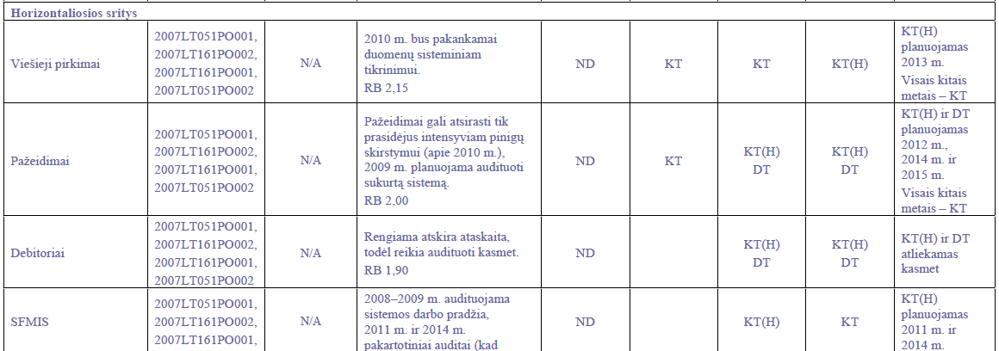 Horizontaliosios sritys
Viešieji pirkimai
2007LT051PO001,
2007LT161PO002,
2007LT161PO001,
2007LT051PO002
N/A
2010 m. bus pakankamai
duomenų sisteminiam
tikrinimui.
RB 2,15
ND
KT
KT
KT(H)
KT(H)
planuojamas
2013 m.
Visais kitais
metais – KT
Pažeidimai
2007LT051PO001,
2007LT161PO002,
2007LT161PO001,
2007LT051PO002
N/A
Pažeidimai gali atsirasti tik
prasidėjus intensyviam pinigų
skirstymui (apie 2010 m.),
2009 m. planuojama audituoti
sukurtą sistemą.
RB 2,00
ND
KT
KT(H)
DT
KT(H)
DT
KT(H) ir DT
planuojamas
2012 m.,
2014 m. ir
2015 m.
Visais kitais
metais – KT
Debitoriai
2007LT051PO001,
2007LT161PO002,
2007LT161PO001,
2007LT051PO002
N/A
Rengiama atskira ataskaita,
todėl reikia audituoti kasmet.
RB 1,90
ND
KT(H)
DT
KT(H)
DT
KT(H) ir DT
atliekamas
kasmet
SFMIS
2007LT051PO001,
2007LT161PO002,
2007LT161PO001,
N/A
2008–2009 m. audituojama
sistemos darbo pradžia,
2011 m. ir 2014 m.
pakartotiniai auditai (kad
ND
KT(H)
KT
KT(H)
planuojamas
2011 m. ir
2014 m.